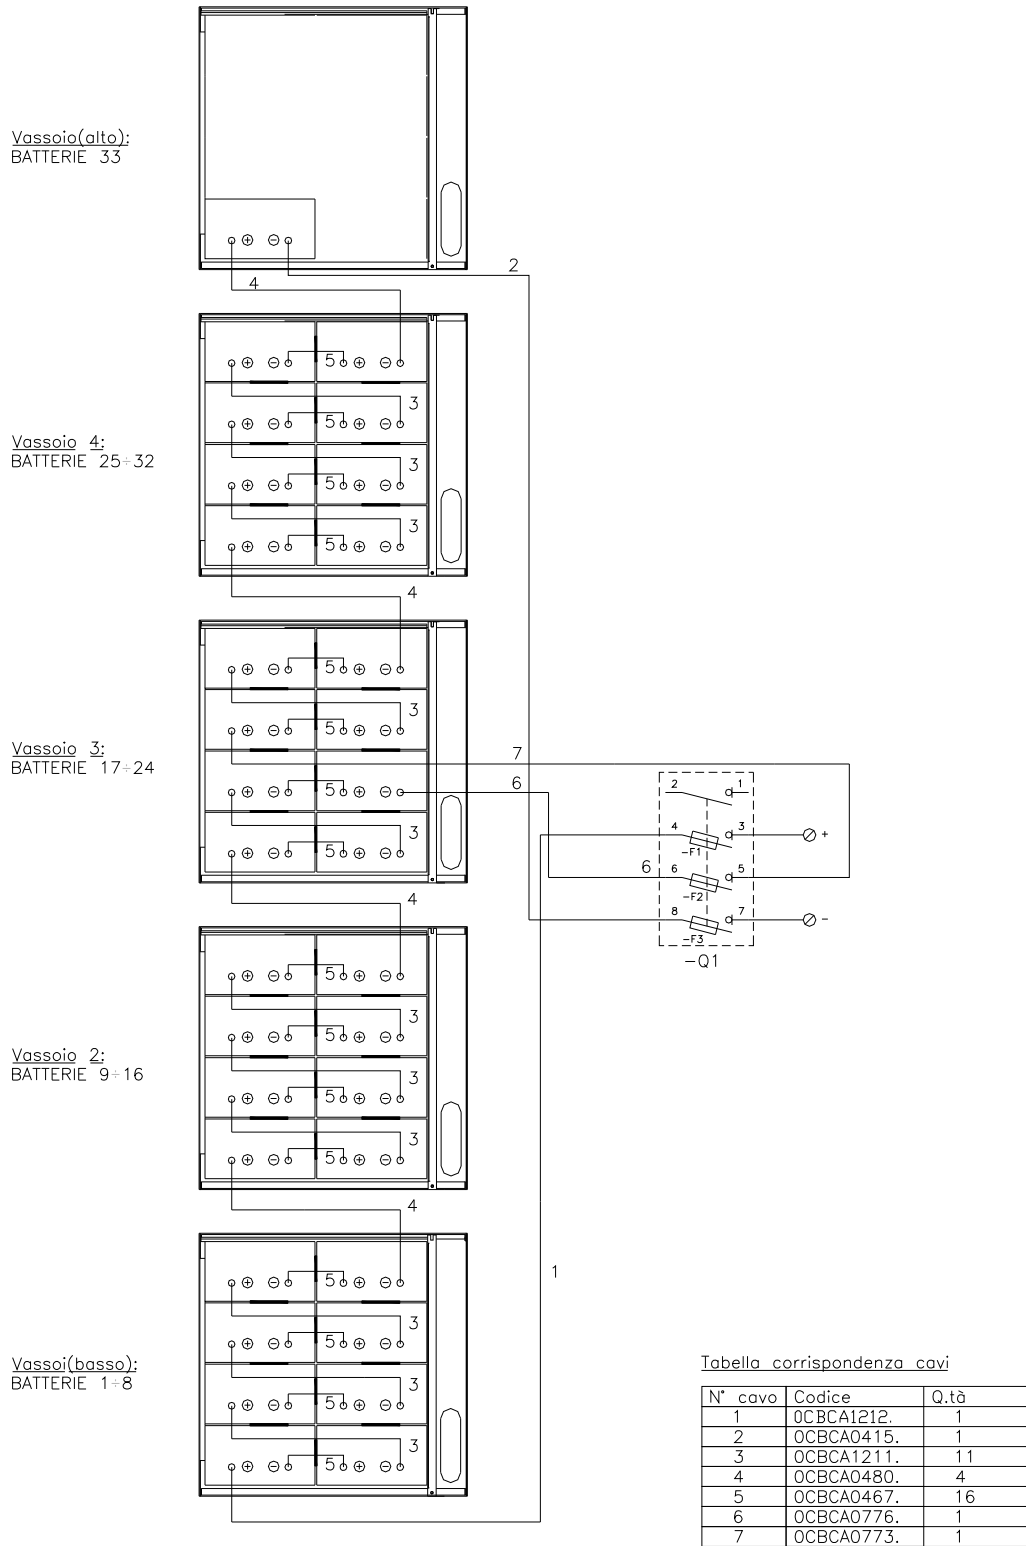 Vassoio(alto):
BATTERIE 33
⊕ ⊖
2
4
5 ⊕ ⊖ ⊕ ⊖
3
5 ⊕ ⊖ ⊕ ⊖
Vassoio 4:
BATTERIE 25÷32
3
5 ⊕ ⊖ ⊕ ⊖
3
5 ⊕ ⊖ ⊕ ⊖
4
5 ⊕ ⊖ ⊕ ⊖
3
5 ⊕ ⊖ ⊕ ⊖
Vassoio 3:
BATTERIE 17÷24
7
6
5 ⊕ ⊖ ⊕ ⊖
3
5 ⊕ ⊖ ⊕ ⊖
2 1
4 3 +
-F1
6 6 5
-F2
8 7 -
-F3
-Q1
4
5 ⊕ ⊖ ⊕ ⊖
3
5 ⊕ ⊖ ⊕ ⊖
Vassoio 2:
BATTERIE 9÷16
3
5 ⊕ ⊖ ⊕ ⊖
3
5 ⊕ ⊖ ⊕ ⊖
4
1
5 ⊕ ⊖ ⊕ ⊖
3
5 ⊕ ⊖ ⊕ ⊖
Vassoi(basso):
BATTERIE 1÷8
3
5 ⊕ ⊖ ⊕ ⊖
3
5 ⊕ ⊖ ⊕ ⊖
Tabella corrispondenza cavi
N° cavo Codice Q.tà
1 0CBCA1212. 1
2 0CBCA0415. 1
3 0CBCA1211. 11
4 0CBCA0480. 4
5 0CBCA0467. 16
6 0CBCA0776. 1
7 0CBCA0773. 1